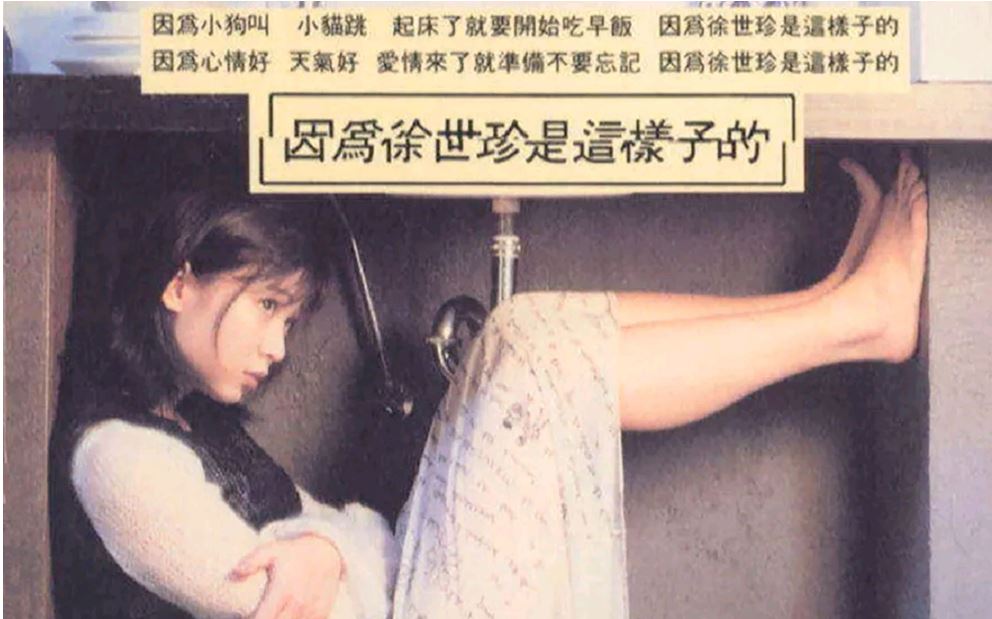 因爲小狗叫　小貓跳　起床了就要開始吃早飯　因爲徐世珍是這樣子的
因爲心情好　天氣好　愛情來了就準備不要忘記　因爲徐世珍是這樣子的
因爲徐世珍是這樣子的